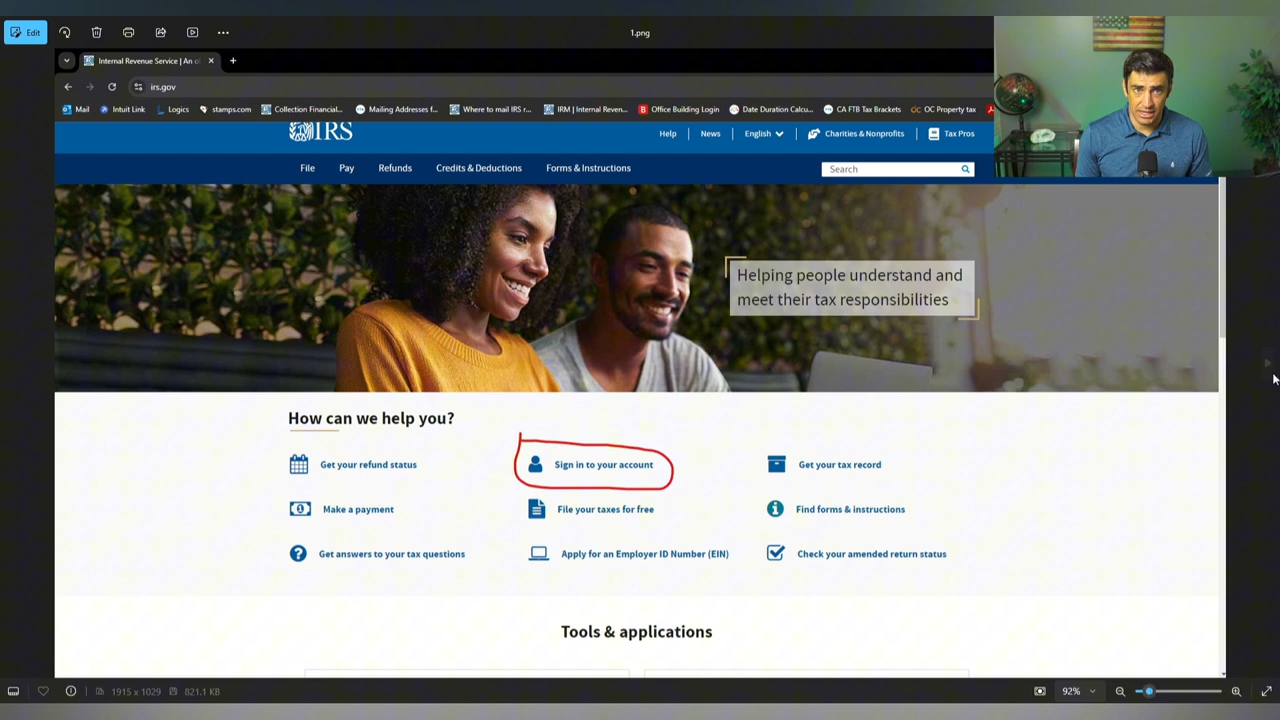 Edit
1.png
Internal Revenue Service | An of
irs.gov
Mail Intuit Link Logics stamps.com Collection Financial... Mailing Addresses f... Where to mail IRS r... IRM | Internal Reven... Office Building Login Date Duration Calcu... CA FTB Tax Brackets OC Property tax
IRS
Help News English Charities & Nonprofits Tax Pros
File Pay Refunds Credits & Deductions Forms & Instructions Search
Helping people understand and
meet their tax responsibilities
How can we help you?
Get your refund status Sign in to your account Get your tax record
Make a payment File your taxes for free Find forms & instructions
Get answers to your tax questions Apply for an Employer ID Number (EIN) Check your amended return status
Tools & applications
1915 x 1029 821.1 KB 92%